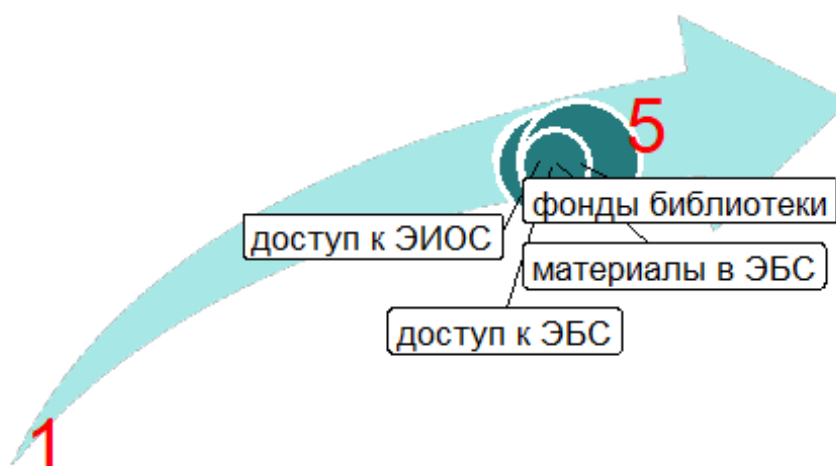 5
фонды библиотеки
доступ к ЭИОС
материалы в ЭБС
доступ к ЭБС
1